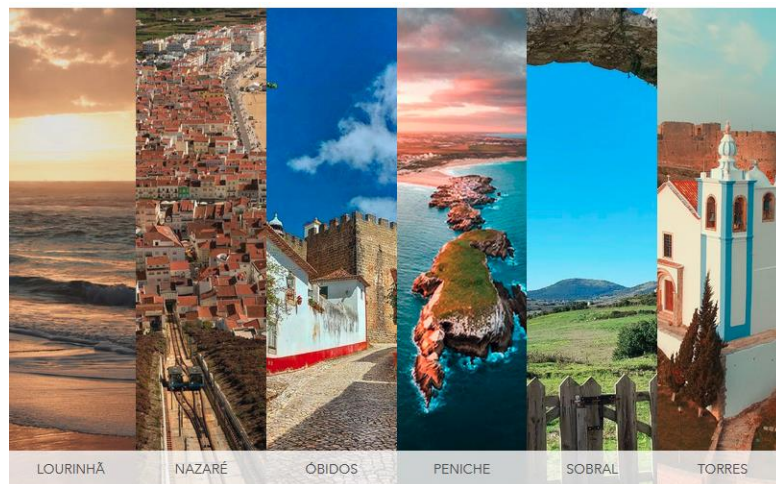 LOURINHÃ
NAZARÉ
ÓBIDOS
PENICHE
SOBRAL
TORRES